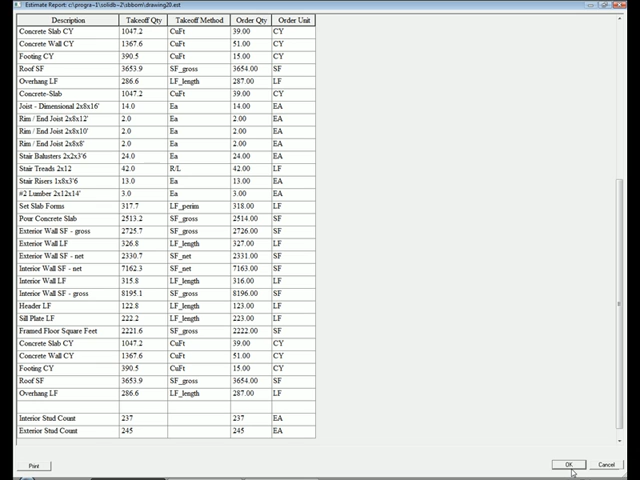 Estimate Report: c:\progra~1\solidb~2\sbbom\drawing20.est
Description Takeoff Qty Takeoff Method Order Qty Order Unit
Concrete Slab CY 1047.2 CuFt 39.00 CY
Concrete Wall CY 1367.6 CuFt 51.00 CY
Footing CY 390.5 CuFt 15.00 CY
Roof SF 3653.9 SF_gross 3654.00 SF
Overhang LF 286.6 LF_length 287.00 LF
Concrete-Slab 1047.2 CuFt 39.00 CY
Joist - Dimensional 2x8x16' 14.0 Ea 14.00 EA
Rim / End Joist 2x8x12' 2.0 Ea 2.00 EA
Rim / End Joist 2x8x10' 2.0 Ea 2.00 EA
Rim / End Joist 2x8x8' 2.0 Ea 2.00 EA
Stair Balusters 2x2x3'6 24.0 Ea 24.00 EA
Stair Treads 2x12 42.0 R/L 42.00 LF
Stair Risers 1x8x3'6 13.0 Ea 13.00 EA
#2 Lumber 2x12x14' 3.0 Ea 3.00 EA
Set Slab Forms 317.7 LF_perim 318.00 LF
Pour Concrete Slab 2513.2 SF_gross 2514.00 SF
Exterior Wall SF - gross 2725.7 SF_gross 2726.00 SF
Exterior Wall LF 326.8 LF_length 327.00 LF
Exterior Wall SF - net 2330.7 SF_net 2331.00 SF
Interior Wall SF - net 7162.3 SF_net 7163.00 SF
Interior Wall LF 315.8 LF_length 316.00 LF
Interior Wall SF - gross 8195.1 SF_gross 8196.00 SF
Header LF 122.8 LF_length 123.00 LF
Sill Plate LF 222.2 LF_length 223.00 LF
Framed Floor Square Feet 2221.6 SF_gross 2222.00 SF
Concrete Slab CY 1047.2 CuFt 39.00 CY
Concrete Wall CY 1367.6 CuFt 51.00 CY
Footing CY 390.5 CuFt 15.00 CY
Roof SF 3653.9 SF_gross 3654.00 SF
Overhang LF 286.6 LF_length 287.00 LF
Interior Stud Count 237 237 EA
Exterior Stud Count 245 245 EA
Print OK Cancel